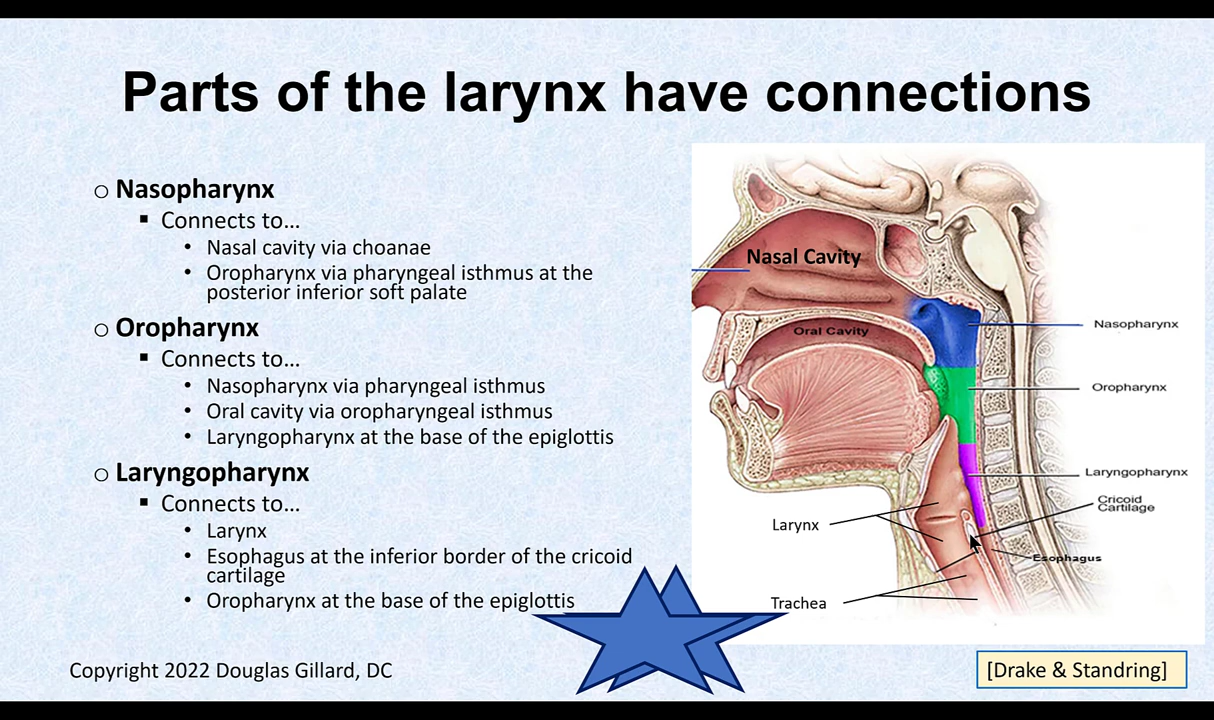 Parts of the larynx have connections
Nasopharynx
Connects to…
Nasal cavity via choanae
Oropharynx via pharyngeal isthmus at the
posterior inferior soft palate
Oropharynx
Connects to…
Nasopharynx via pharyngeal isthmus
Oral cavity via oropharyngeal isthmus
Laryngopharynx at the base of the epiglottis
Laryngopharynx
Connects to…
Larynx
Esophagus at the inferior border of the cricoid
cartilage
Oropharynx at the base of the epiglottis
Nasal Cavity
Oral Cavity
Nasopharynx
Oropharynx
Laryngopharynx
Cricoid
Cartilage
Larynx
Esophagus
Trachea
Copyright 2022 Douglas Gillard, DC
[Drake & Standring]